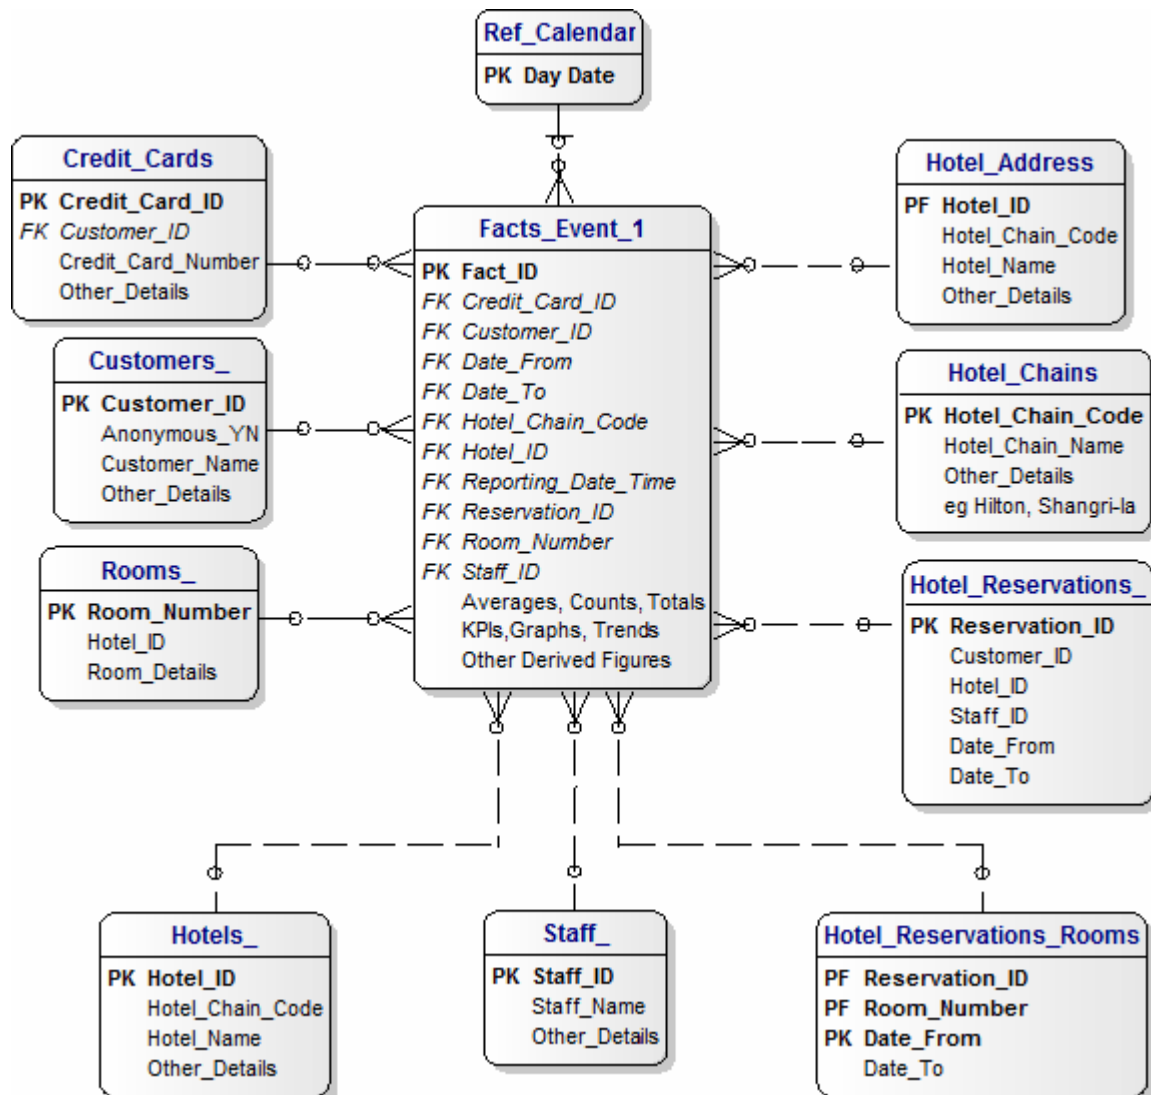 Ref_Calendar
PK Day Date
Credit_Cards
PK Credit_Card_ID
FK Customer_ID
Credit_Card_Number
Other_Details
Customers_
PK Customer_ID
Anonymous_YN
Customer_Name
Other_Details
Rooms_
PK Room_Number
Hotel_ID
Room_Details
Facts_Event_1
PK Fact_ID
FK Credit_Card_ID
FK Customer_ID
FK Date_From
FK Date_To
FK Hotel_Chain_Code
FK Hotel_ID
FK Reporting_Date_Time
FK Reservation_ID
FK Room_Number
FK Staff_ID
Averages, Counts, Totals
KPIs,Graphs, Trends
Other Derived Figures
Hotel_Address
PF Hotel_ID
Hotel_Chain_Code
Hotel_Name
Other_Details
Hotel_Chains
PK Hotel_Chain_Code
Hotel_Chain_Name
Other_Details
eg Hilton, Shangri-la
Hotel_Reservations_
PK Reservation_ID
Customer_ID
Hotel_ID
Staff_ID
Date_From
Date_To
Hotels_
PK Hotel_ID
Hotel_Chain_Code
Hotel_Name
Other_Details
Staff_
PK Staff_ID
Staff_Name
Other_Details
Hotel_Reservations_Rooms
PF Reservation_ID
PF Room_Number
PK Date_From
Date_To